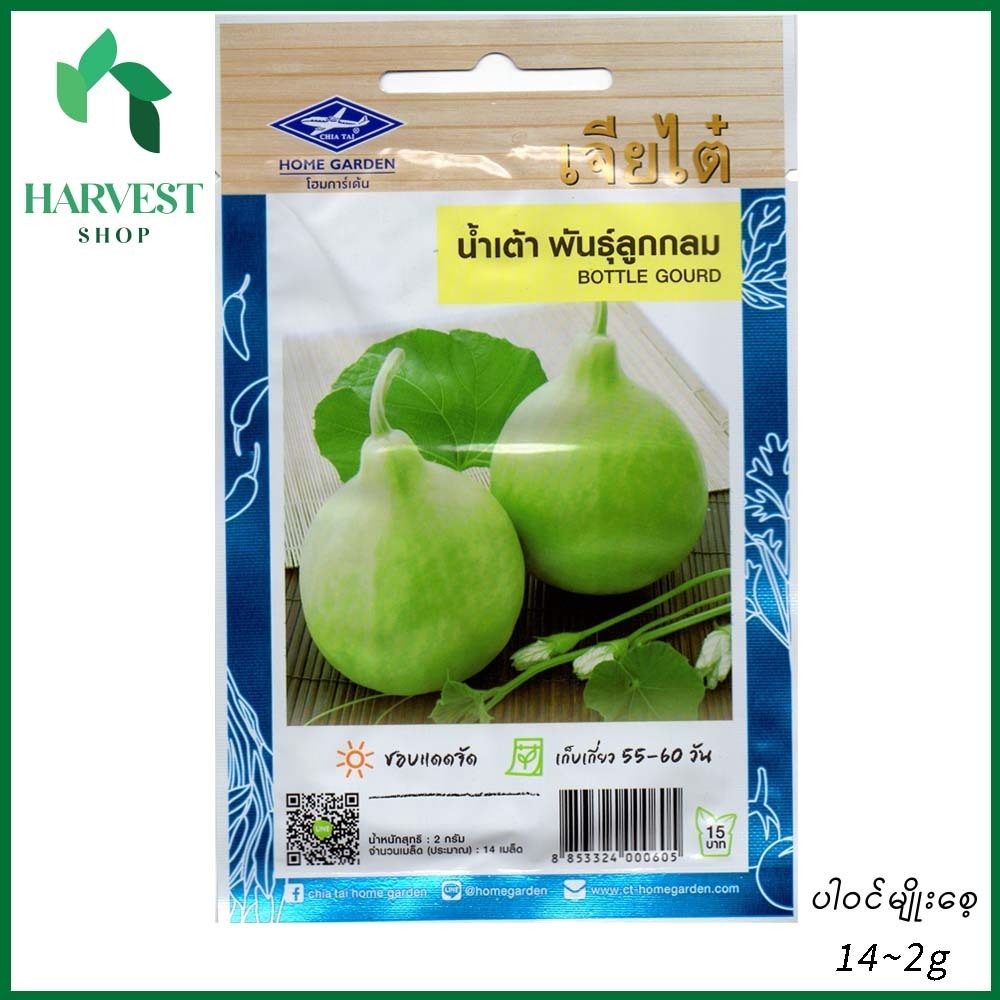 HARVEST
SHOP
CHIA TAI
®
HOME GARDEN
โฮมการ์เด้น
เจียไต๋
น้ำเต้า พันธุ์ลูกกลม
BOTTLE GOURD
ชอบแดดจัด
เก็บเกี่ยว 55-60 วัน
LINE
น้ำหนักสุทธิ : 2 กรัม
จำนวนเมล็ด (ประมาณ) : 14 เมล็ด
8 853324 000605
15
บาท
chia tai home garden
LINE @homegarden
www.ct-homegarden.com
ပါဝင်မျိုးစေ့
14~2g